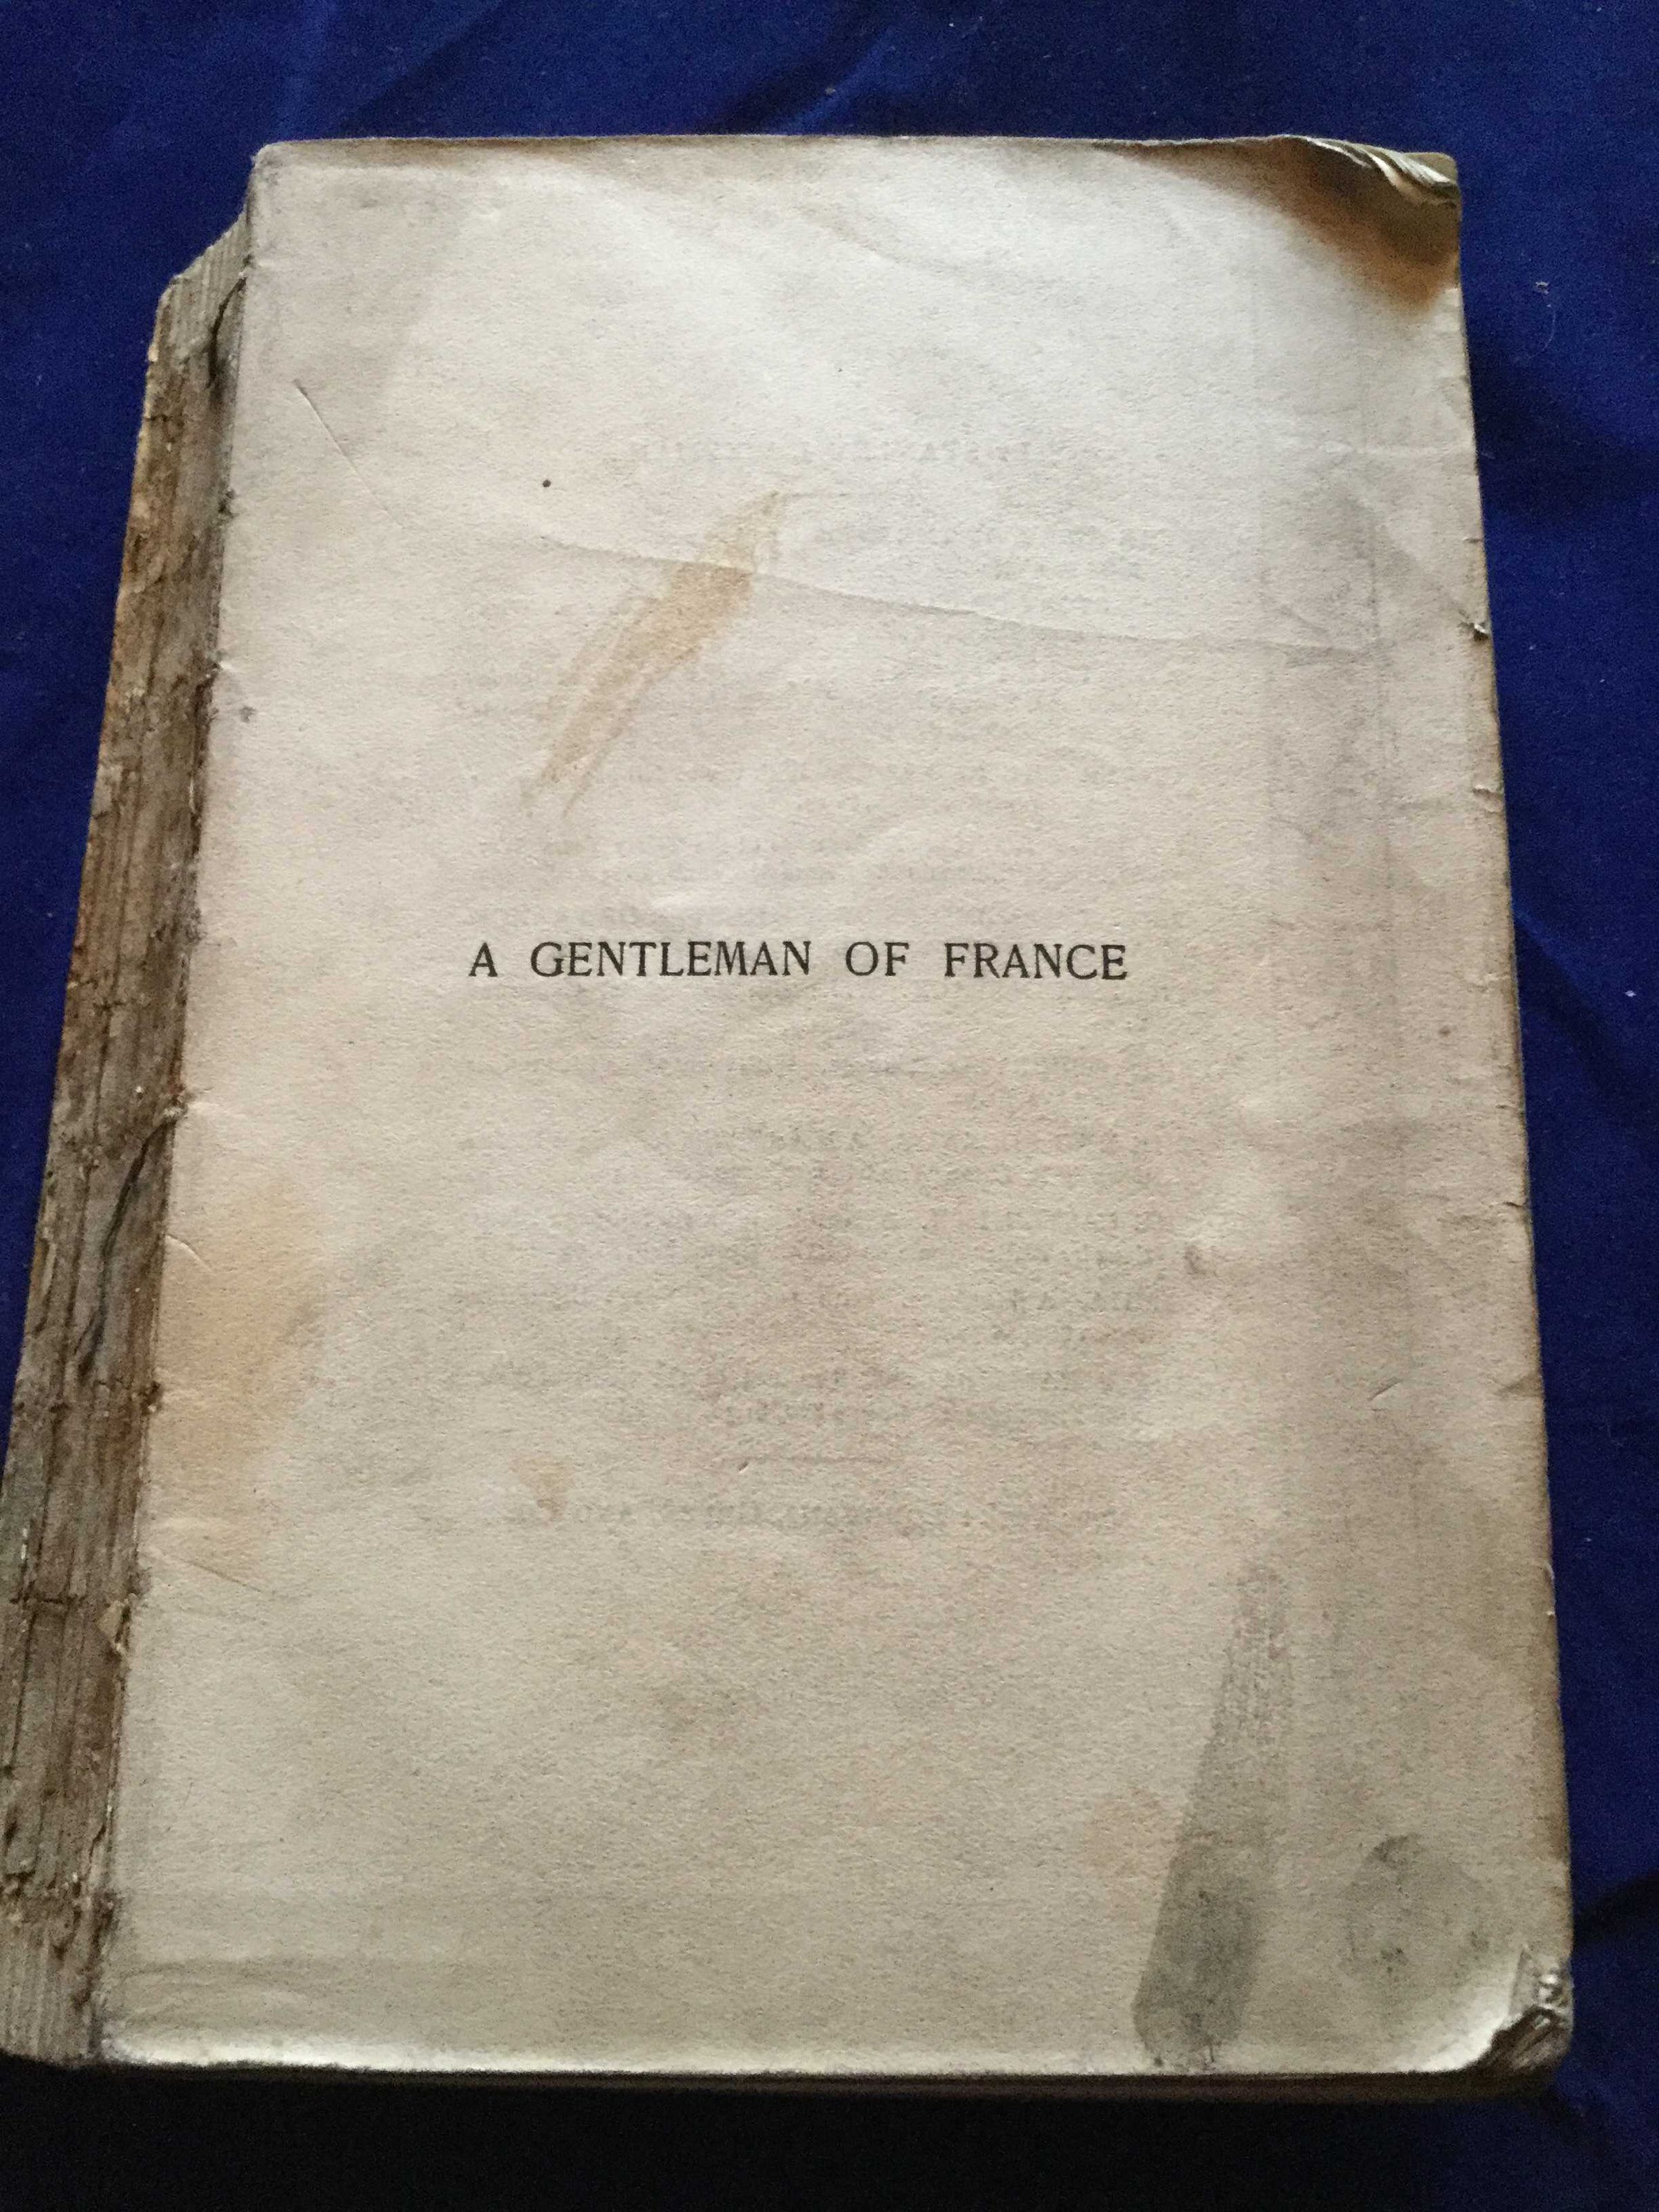 A GENTLEMAN OF FRANCE